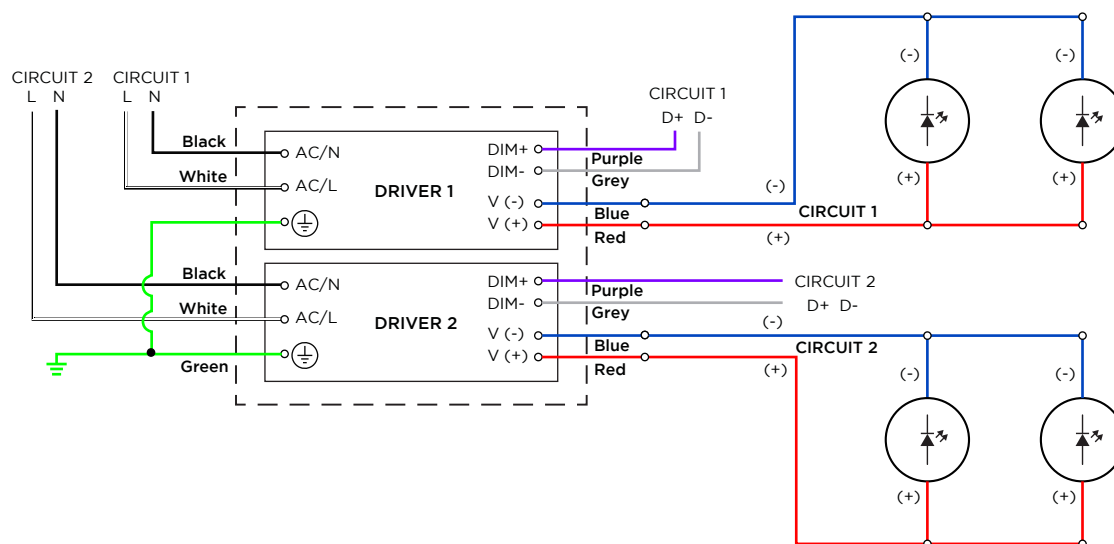 CIRCUIT 2 CIRCUIT 1
L N L N
CIRCUIT 1
D+ D-
Black
AC/N
White
AC/L
DRIVER 1
DIM+
DIM-
V (-)
V (+)
Purple
Grey
Blue
Red
(-)
CIRCUIT 1
(+)
(-)
(-)
(+)
(+)
Black
AC/N
White
AC/L
Green
DRIVER 2
DIM+
DIM-
V (-)
V (+)
Purple
Grey
Blue
Red
CIRCUIT 2
D+ D-
(-)
CIRCUIT 2
(+)
(-)
(-)
(+)
(+)